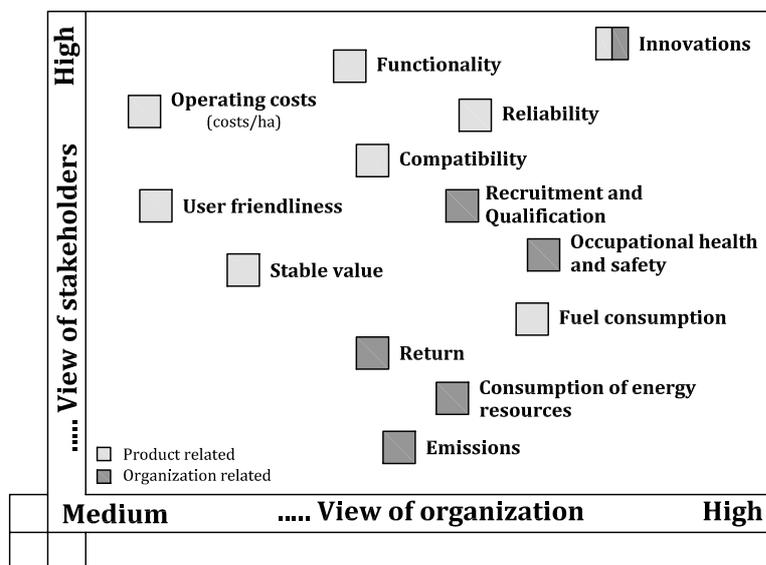 High
Innovations
Functionality
Operating costs
(costs/ha)
Reliability
Compatibility
Recruitment and
Qualification
User friendliness
Occupational health
and safety
Stable value
Fuel consumption
Return
Consumption of energy
resources
Emissions
..... View of stakeholders
Product related
Organization related
Medium
..... View of organization
High